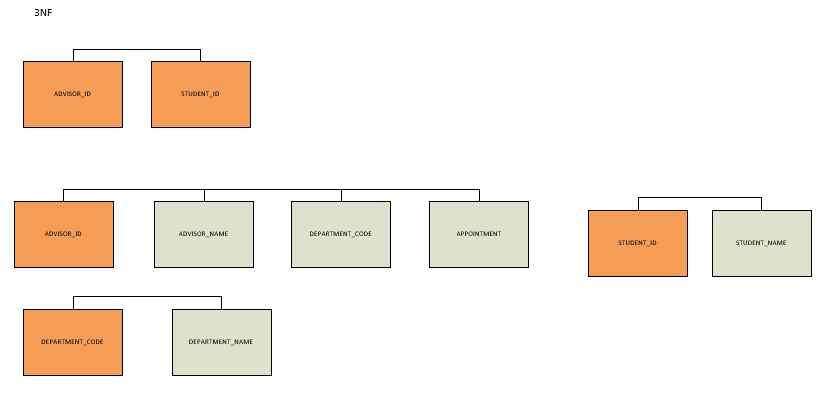 3NF
ADVISOR_ID
STUDENT_ID
ADVISOR_ID
ADVISOR_NAME
DEPARTMENT_CODE
APPOINTMENT
STUDENT_ID
STUDENT_NAME
DEPARTMENT_CODE
DEPARTMENT_NAME